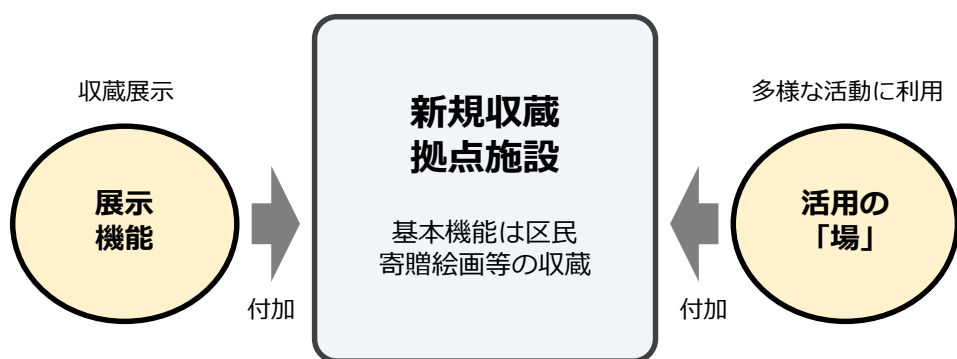 収蔵展示
展示
機能
付加
新規収蔵
拠点施設
基本機能は区民
寄贈絵画等の収蔵
多様な活動に利用
活用の
「場」
付加